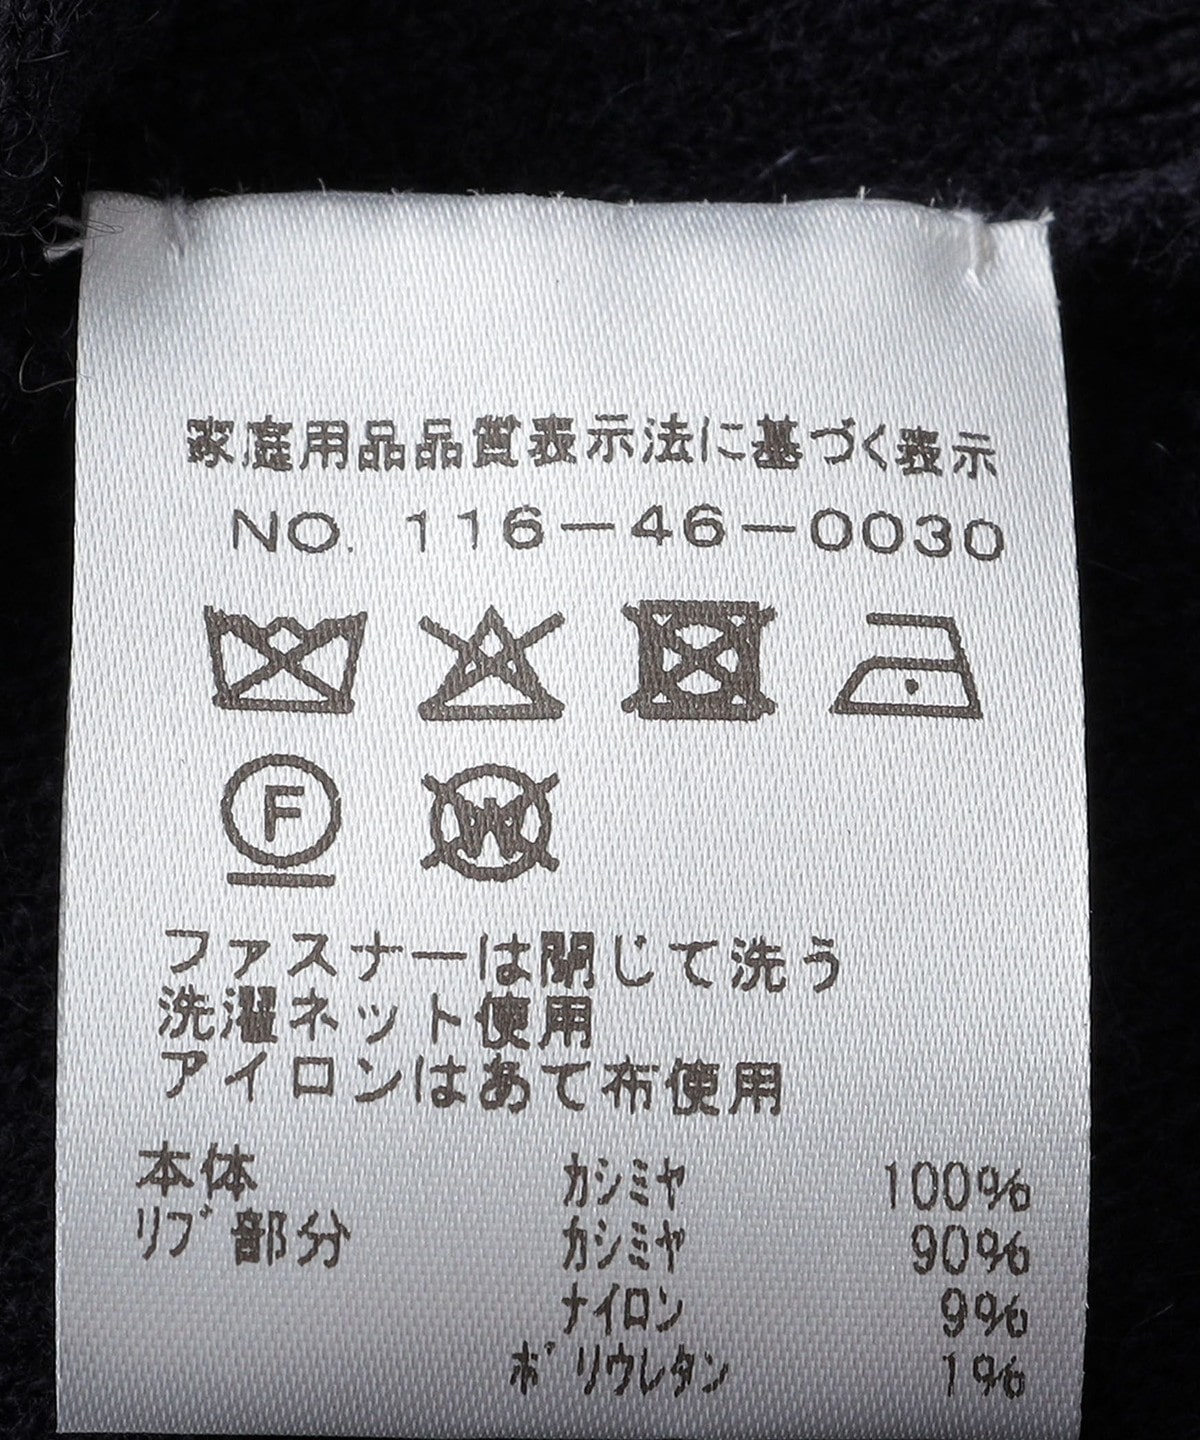 家庭用品品質表示法に基づく表示
NO. 116-46-0030
F
W
ファスナーは閉じて洗う
洗濯ネット使用
アイロンはあて布使用
本体 カシミヤ 100%
リブ部分 カシミヤ 90%
ナイロン 9%
ポリウレタン 1%